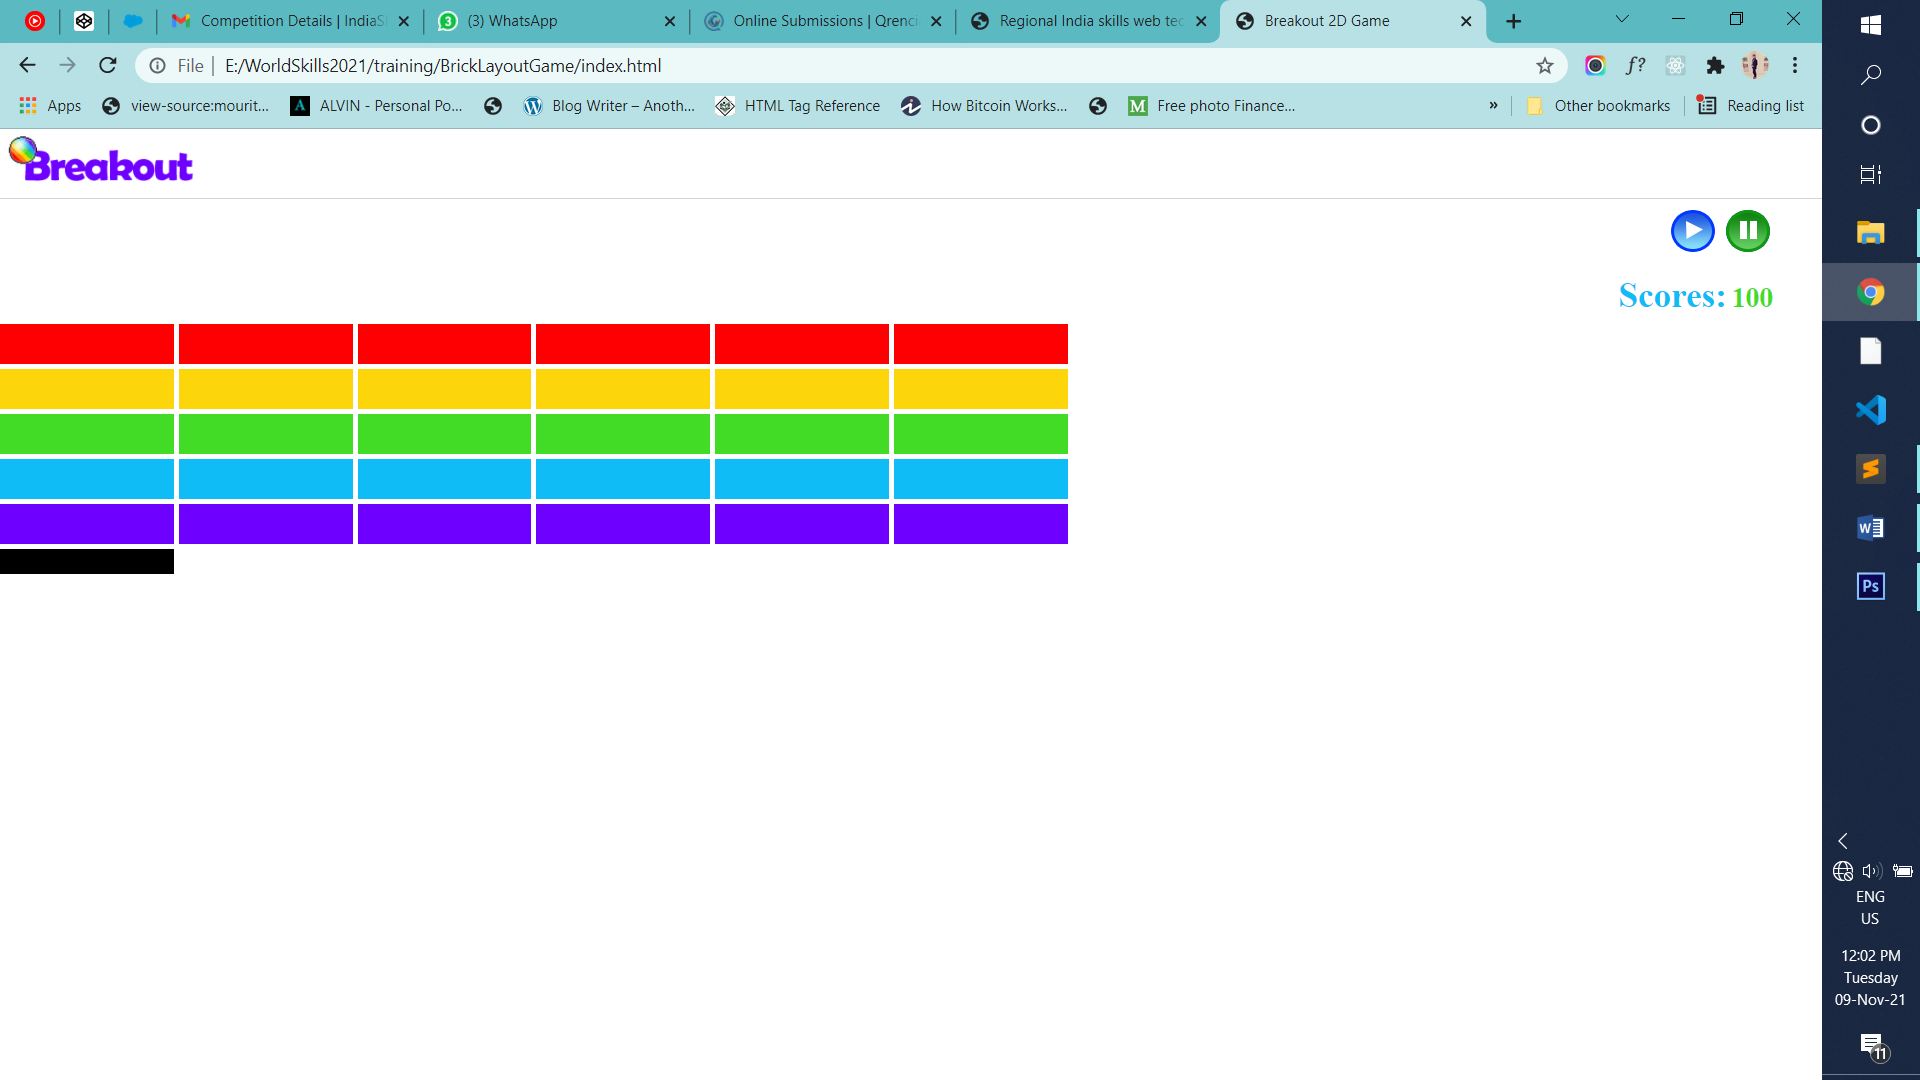 Competition Details | IndiaS
3
(3) WhatsApp
Online Submissions | Qrenci
Regional India skills web tec
Breakout 2D Game
File | E:/WorldSkills2021/training/BrickLayoutGame/index.html
f?
Apps
view-source:mourit...
A
ALVIN - Personal Po...
Blog Writer – Anoth...
HTML Tag Reference
How Bitcoin Works...
M
Free photo Finance...
»
Other bookmarks
Reading list
Breakout
Scores: 100
W
Ps
ENG
US
12:02 PM
Tuesday
09-Nov-21
11